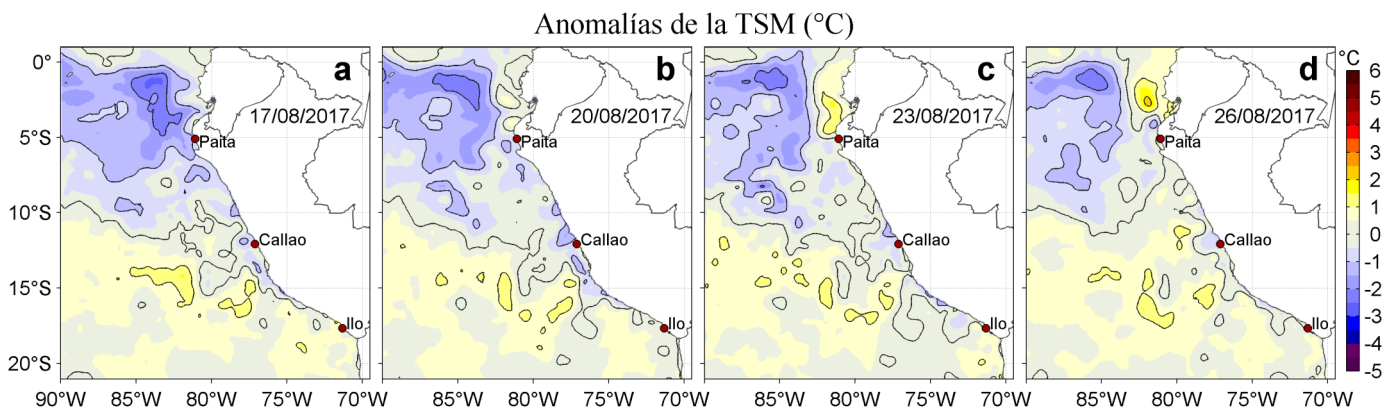 Anomalías de la TSM (°C)
a
b
c
d
°C
17/08/2017
20/08/2017
23/08/2017
26/08/2017
0°
5°S
10°S
15°S
20°S
Paita
Callao
Ilo
Paita
Callao
Ilo
Paita
Callao
Ilo
Paita
Callao
Ilo
90°W 85°W 80°W 75°W 70°W
85°W 80°W 75°W 70°W
85°W 80°W 75°W 70°W
85°W 80°W 75°W 70°W
6
5
4
3
2
1
0
-1
-2
-3
-4
-5